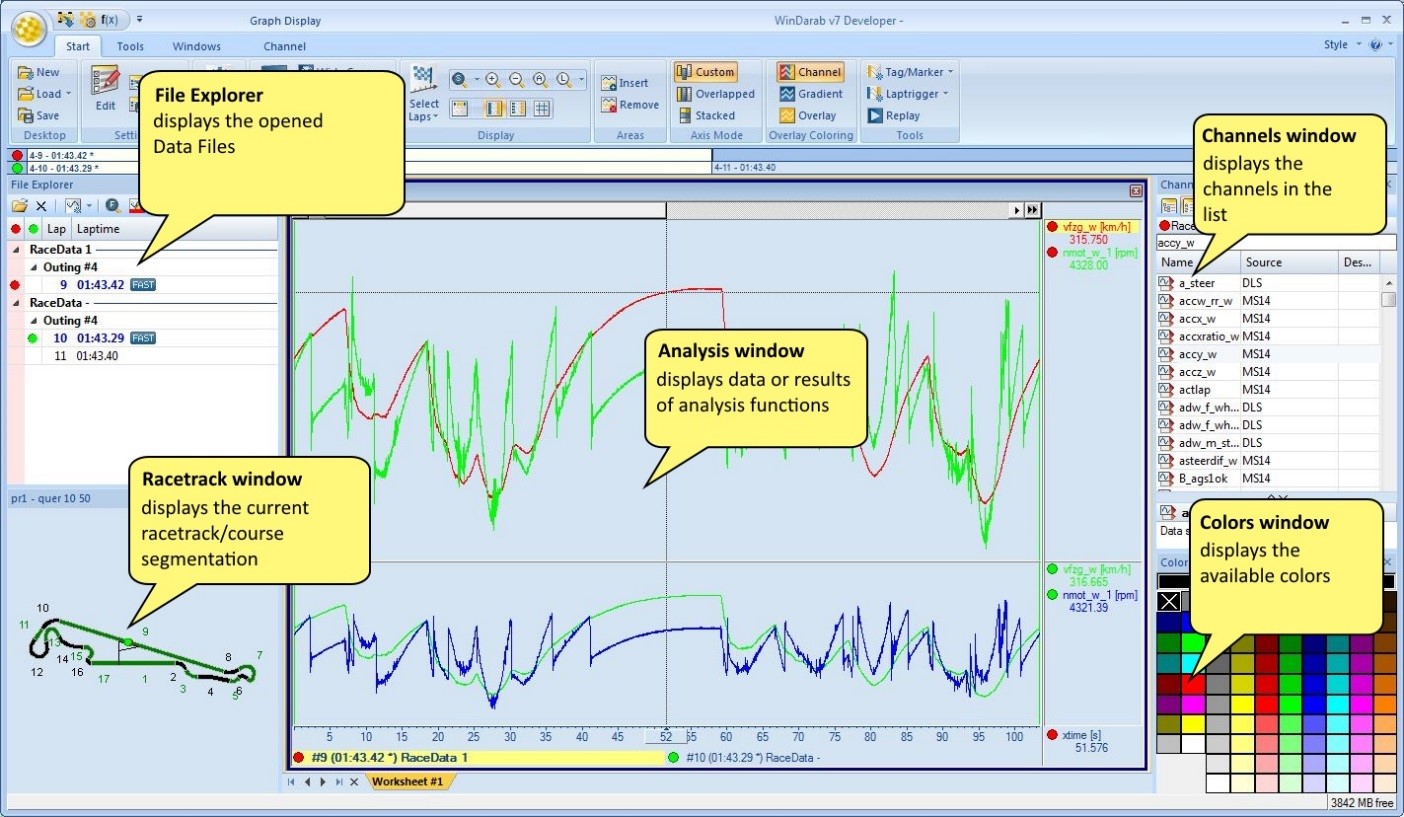 f(x)
Graph Display
WinDarab v7 Developer -
Start
Tools
Windows
Channel
Style
New
Load
Save
Desktop
Edit
Select
Laps
Display
Insert
Remove
Areas
Custom
Overlapped
Stacked
Axis Mode
Channel
Gradient
Overlay
Overlay Coloring
Tag/Marker
Laptrigger
Replay
Tools
File Explorer
displays the opened
Data Files
Channels window
displays the
channels in the
list
4-9 - 01:43.42 *
4-10 - 01:43.29 *
4-11 - 01:43.40
File Explorer
Lap Laptime
RaceData 1
Outing #4
9 01:43.42 FAST
RaceData -
Outing #4
10 01:43.29 FAST
11 01:43.40
pr1 - quer 10 50
Racetrack window
displays the current
racetrack/course
segmentation
10
11
9
13
12
14
15
16
17
1
2
3
4
5
6
7
8
vfzg_w [km/h]
315.750
nmot_w_1 [rpm]
4328.00
Analysis window
displays data or results
of analysis functions
vfzg_w [km/h]
316.665
nmot_w_1 [rpm]
4321.39
5 10 15 20 25 30 35 40 45 52 55 60 65 70 75 80 85 90 95 100
xtime [s]
51.576
#9 (01:43.42 *) RaceData 1
#10 (01:43.29 *) RaceData -
Worksheet #1
accy_w
Name Source Des...
a_steer DLS
accw_rr_w MS14
accx_w MS14
accxratio_w MS14
accy_w MS14
accz_w MS14
actlap MS14
adw_f_wh... DLS
adw_f_wh... DLS
adw_m_st... DLS
asteerdif_w MS14
B_ags1ok MS14
Colors window
displays the
available colors
3842 MB free